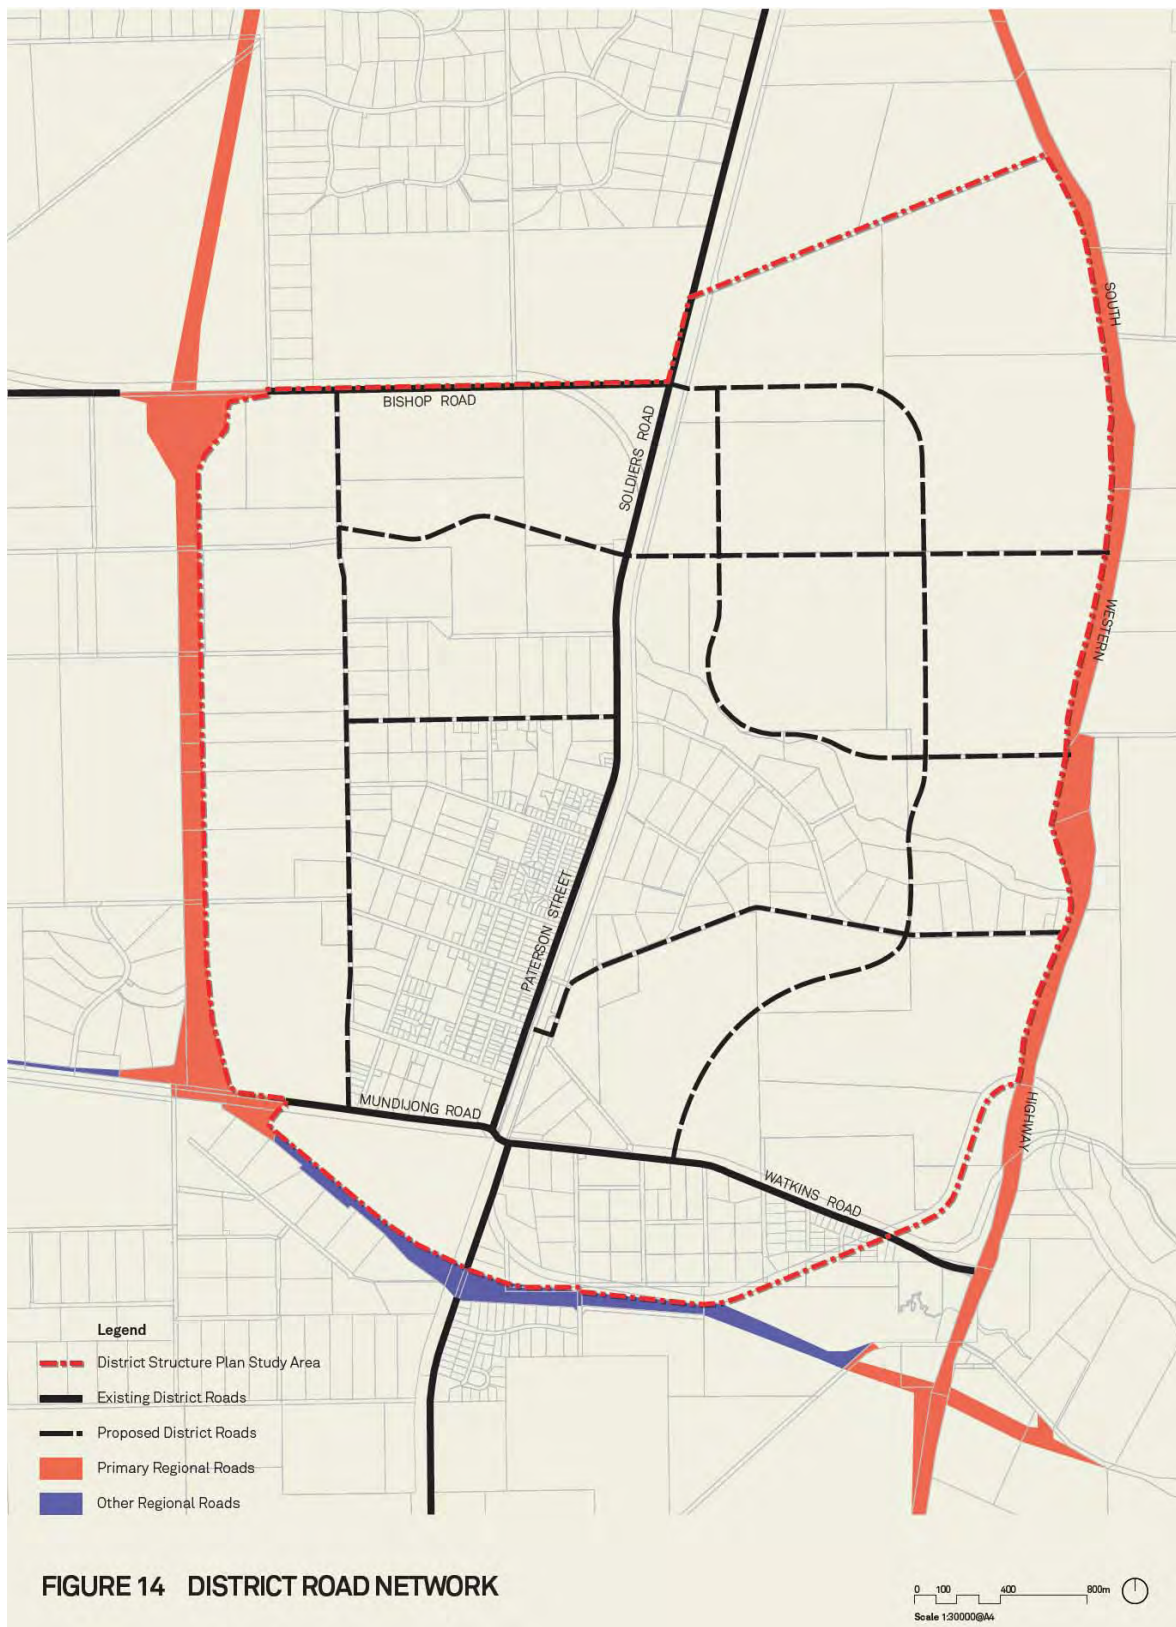 SOUTH
BISHOP ROAD
SOLDIERS ROAD
WESTERN
PATERSON STREET
MUNDIJONG ROAD
HIGHWAY
WATKINS ROAD
Legend
District Structure Plan Study Area
Existing District Roads
Proposed District Roads
Primary Regional Roads
Other Regional Roads
FIGURE 14 DISTRICT ROAD NETWORK
0 100 400 800m
Scale 1:30000@A4